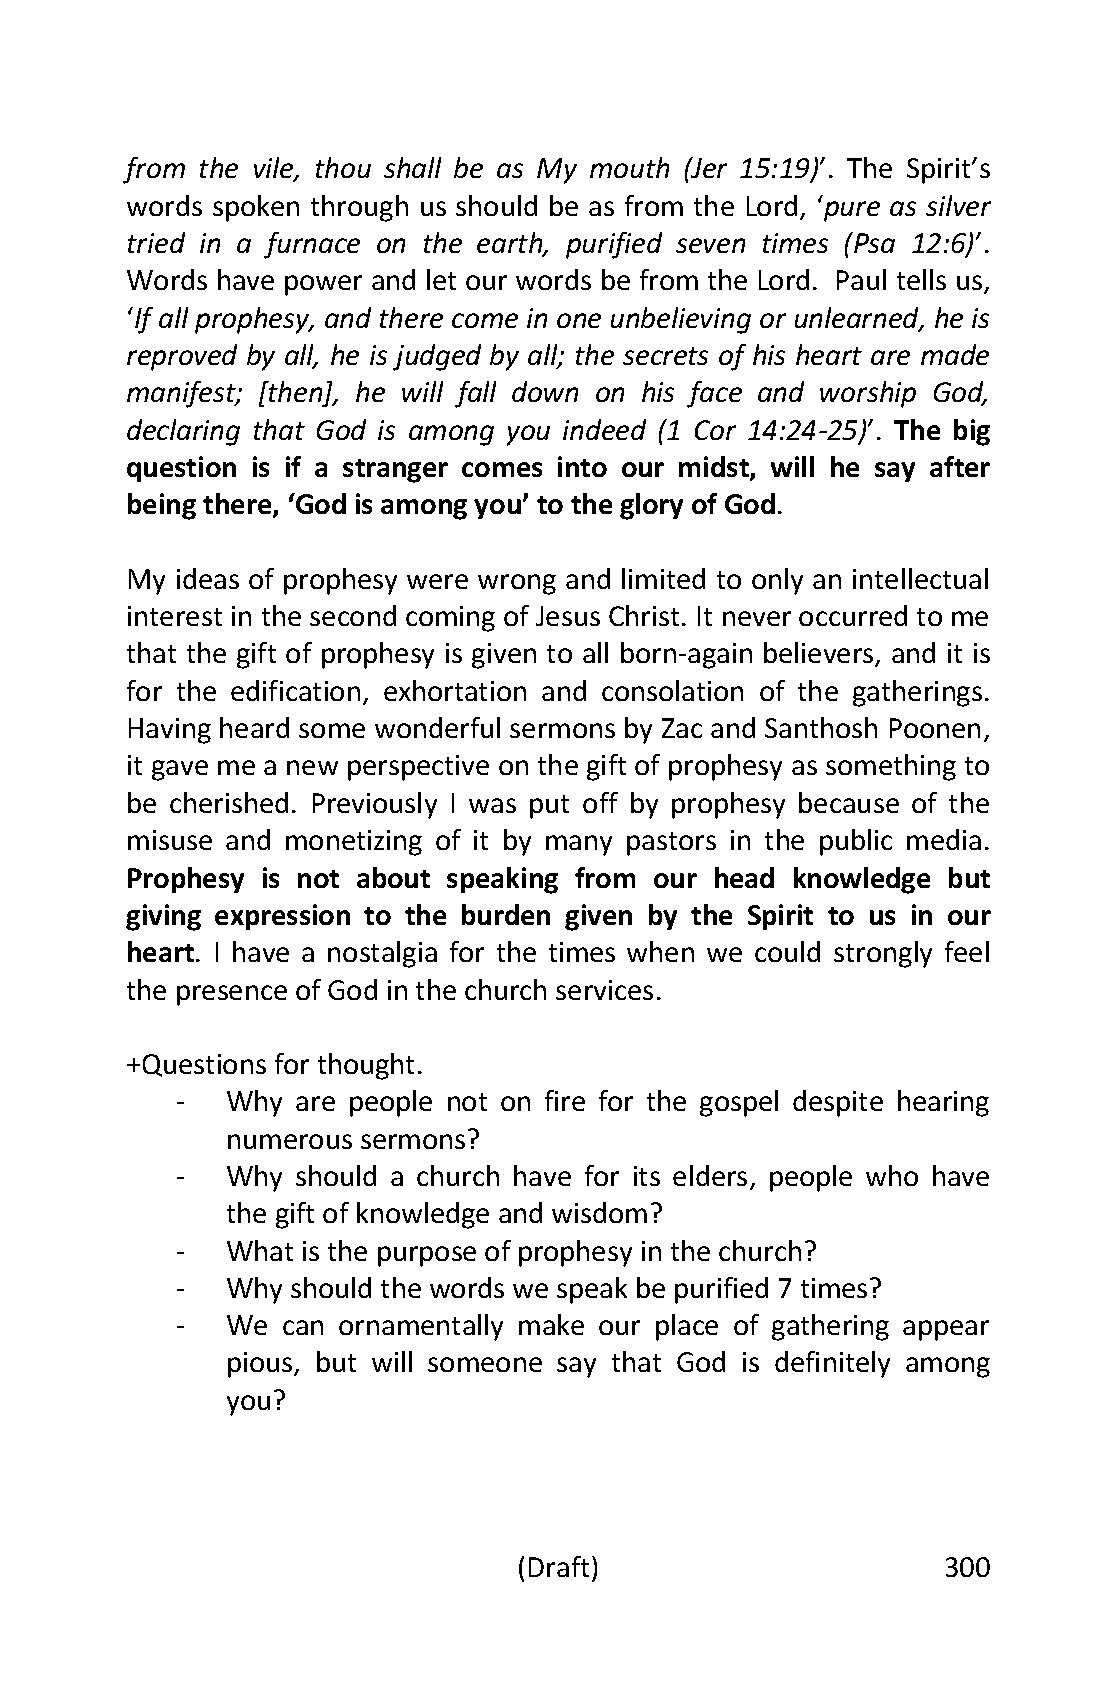 from the vile, thou shall be as My mouth (Jer 15:19)’. The Spirit’s
words spoken through us should be as from the Lord, ‘pure as silver
tried in a furnace on the earth, purified seven times (Psa 12:6)’.
Words have power and let our words be from the Lord.  Paul tells us,
‘If all prophesy, and there come in one unbelieving or unlearned, he is
reproved by all, he is judged by all; the secrets of his heart are made
manifest; [then], he will fall down on his face and worship God,
declaring that God is among you indeed (1 Cor 14:24-25)’. The big
question is if a stranger comes into our midst, will he say after
being there, ‘God is among you’ to the glory of God.
My ideas of prophesy were wrong and limited to only an intellectual
interest in the second coming of Jesus Christ. It never occurred to me
that the gift of prophesy is given to all born-again believers, and it is
for the edification, exhortation and consolation of the gatherings.
Having heard some wonderful sermons by Zac and Santhosh Poonen,
it gave me a new perspective on the gift of prophesy as something to
be cherished. Previously I was put off by prophesy because of the
misuse and monetizing of it by many pastors in the public media.
Prophesy is not about speaking from our head knowledge but
giving expression to the burden given by the Spirit to us in our
heart. I have a nostalgia for the times when we could strongly feel
the presence of God in the church services.
+Questions for thought.
- Why are people not on fire for the gospel despite hearing
numerous sermons?
- Why should a church have for its elders, people who have
the gift of knowledge and wisdom?
- What is the purpose of prophesy in the church?
- Why should the words we speak be purified 7 times?
- We can ornamentally make our place of gathering appear
pious, but will someone say that God is definitely among
you?
(Draft) 300